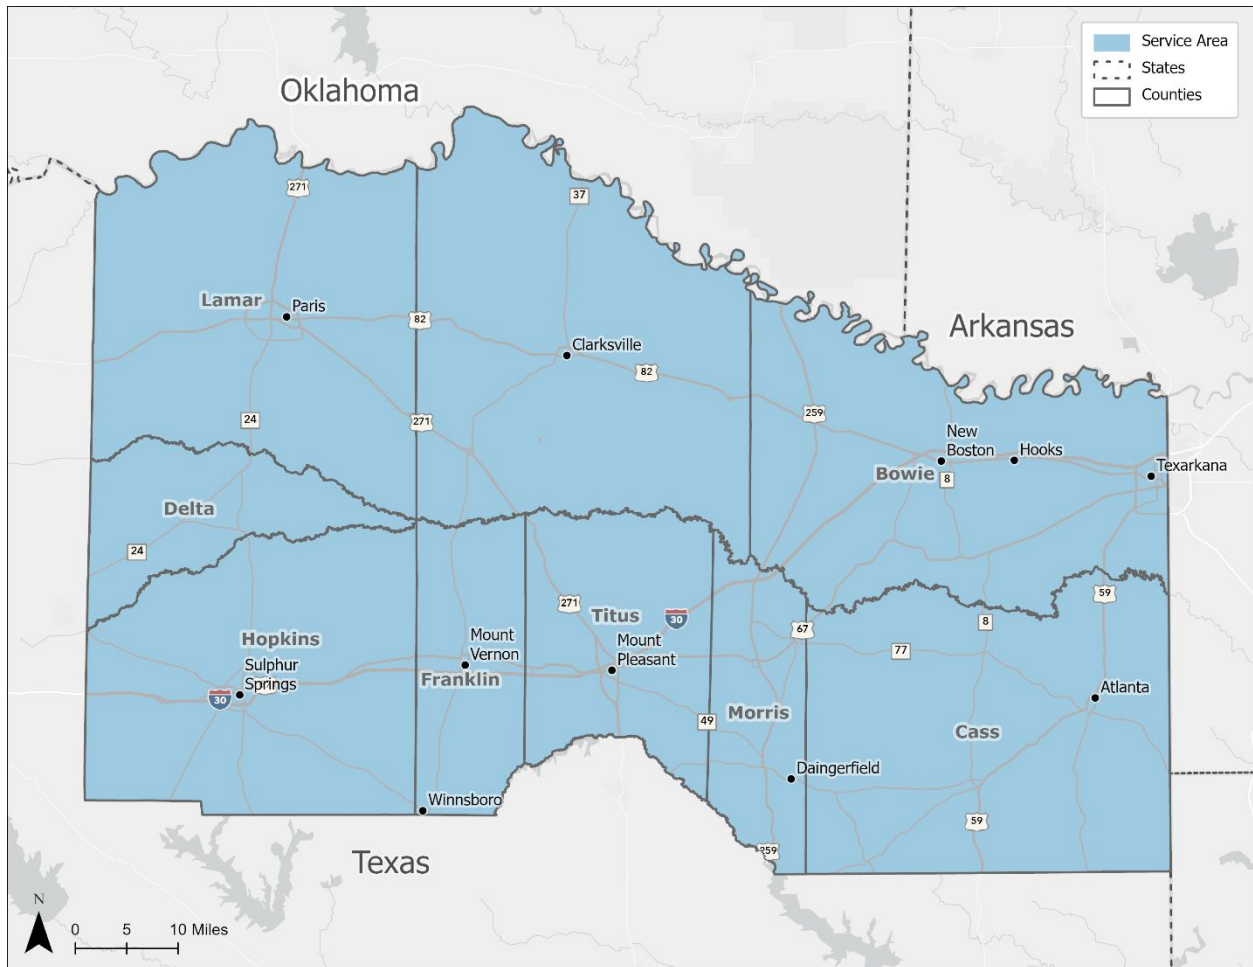 Service Area
States
Counties
Oklahoma
271
37
Lamar
Paris
82
Arkansas
Clarksville
82
24
271
259
New
Boston
Hooks
Bowie
8
Texarkana
Delta
24
59
271
Titus
30
67
8
Hopkins
Mount
Vernon
Mount
Pleasant
77
Sulphur
Springs
Franklin
30
49
Morris
Atlanta
Cass
Daingerfield
Winnsboro
59
259
Texas
N
0 5 10 Miles